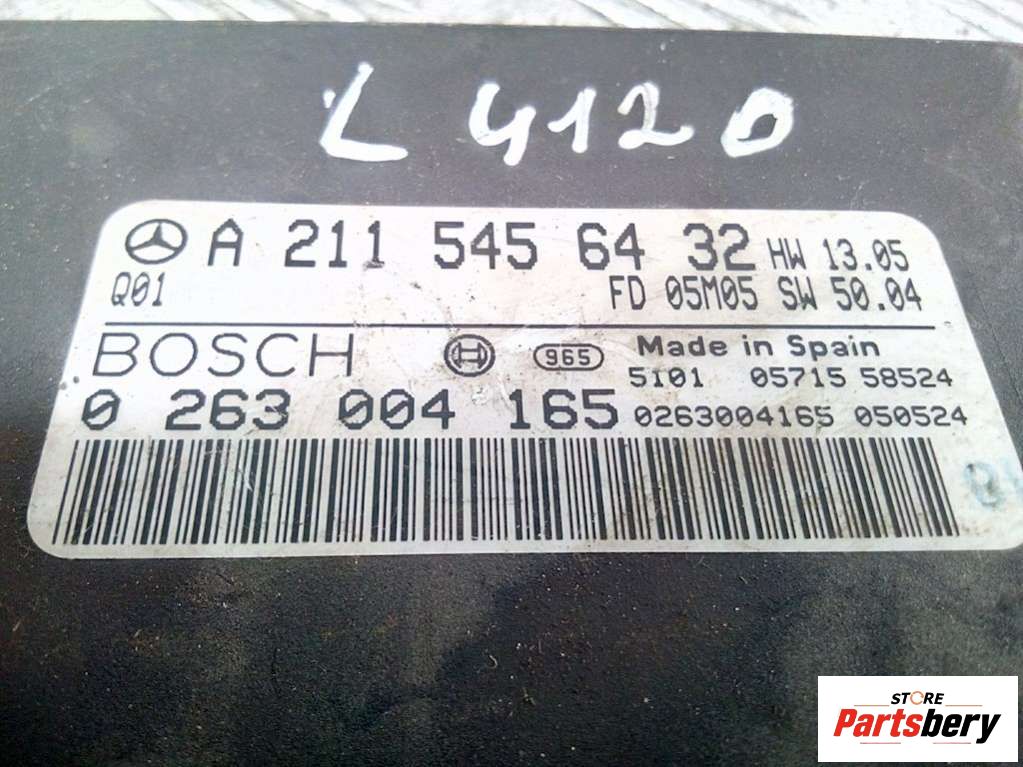 L 4120
A 211 545 64 32 HW 13.05
Q01 FD 05M05 SW 50.04
BOSCH 965 Made in Spain
5I01 05715 58524
0 263 004 165 0263004165 050524
STORE
Partsbery